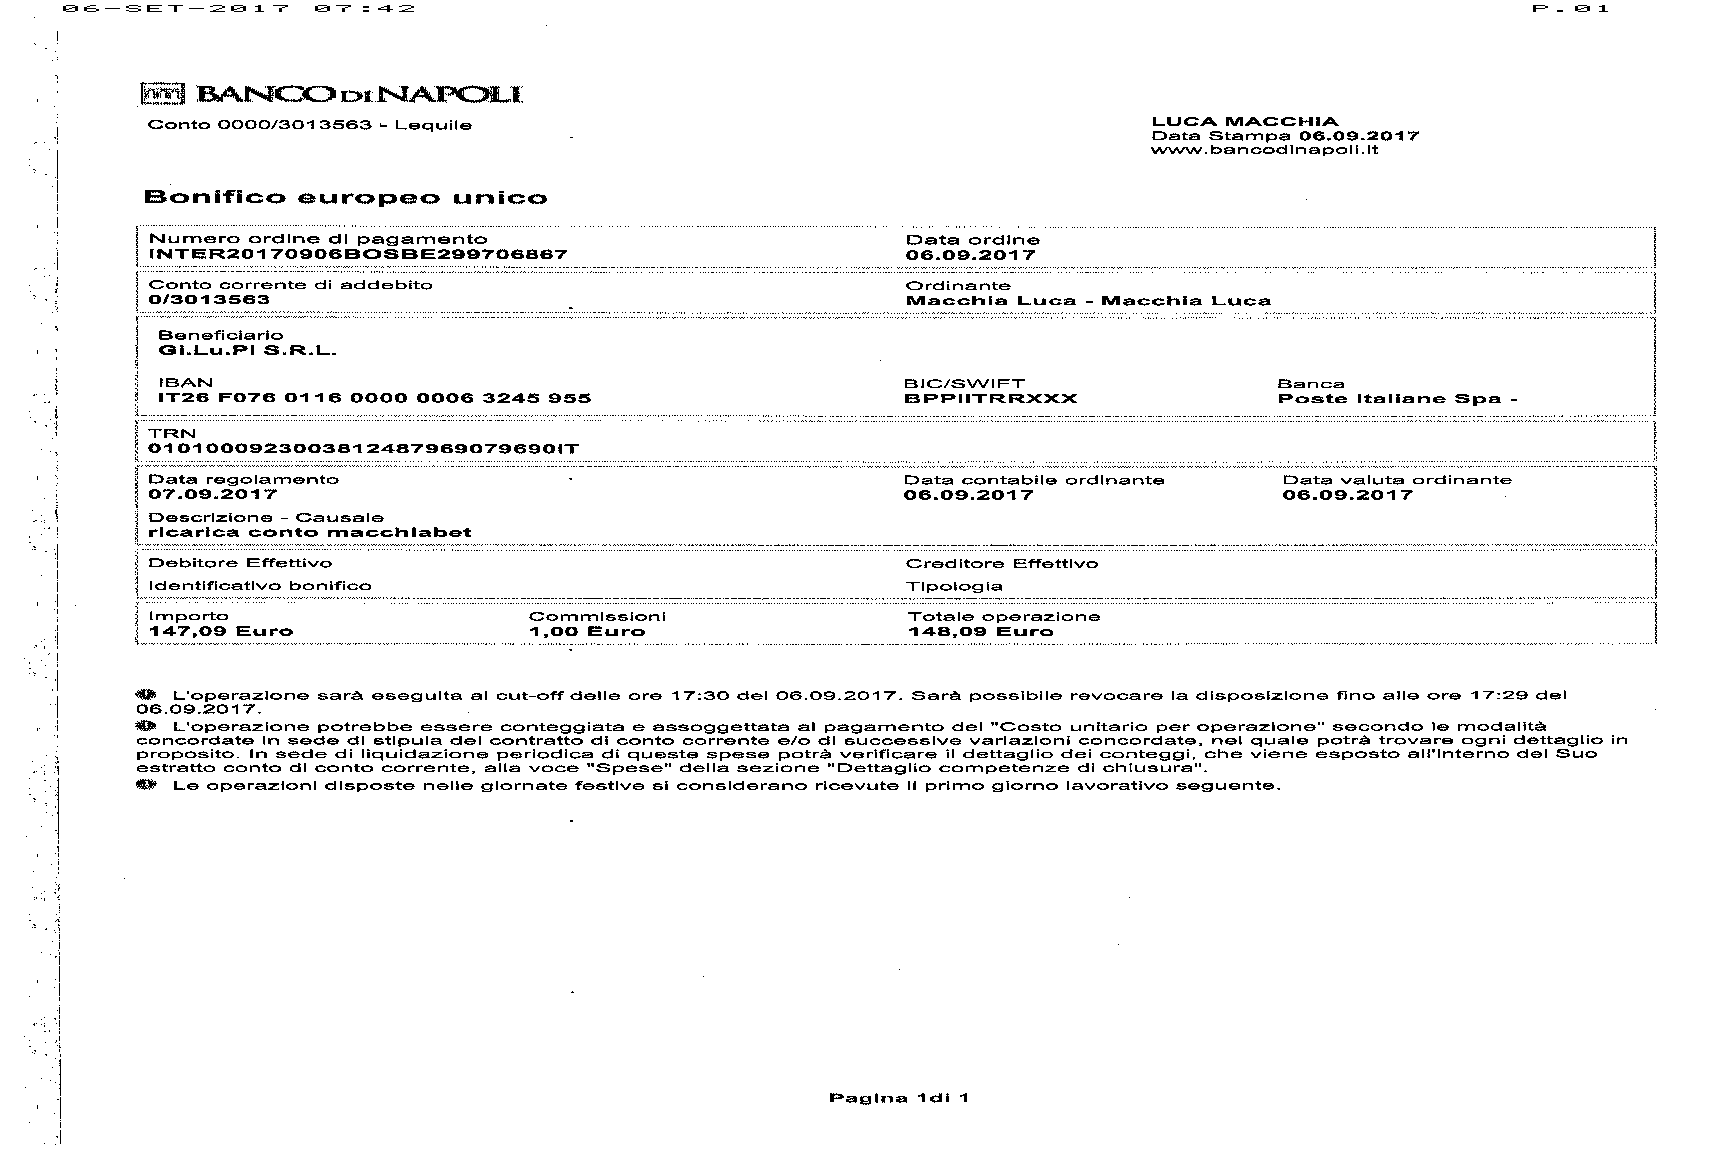 06-SET-2017 07:42 P.01
BANCO DI NAPOLI
Conto 0000/3013563 - Lequile
LUCA MACCHIA
Data Stampa 06.09.2017
www.bancodinapoli.it
Bonifico europeo unico
Numero ordine di pagamento Data ordine
INTER20170906BOSBE299706867 06.09.2017
Conto corrente di addebito Ordinante
0/3013563 Macchia Luca - Macchia Luca
Beneficiario
Gi.Lu.Pi S.R.L.
IBAN BIC/SWIFT Banca
IT26 F076 0116 0000 0006 3245 955 BPPIITRRXXX Poste Italiane Spa -
TRN
0101000923003812487969079690IT
Data regolamento Data contabile ordinante Data valuta ordinante
07.09.2017 06.09.2017 06.09.2017
Descrizione - Causale
ricarica conto macchiabet
Debitore Effettivo Creditore Effettivo
Identificativo bonifico Tipologia
Importo Commissioni Totale operazione
147,09 Euro 1,00 Euro 148,09 Euro
L'operazione sarà eseguita al cut-off delle ore 17:30 del 06.09.2017. Sarà possibile revocare la disposizione fino alle ore 17:29 del
06.09.2017.
L'operazione potrebbe essere conteggiata e assoggettata al pagamento del "Costo unitario per operazione" secondo le modalità
concordate in sede di stipula del contratto di conto corrente e/o di successive variazioni concordate, nel quale potrà trovare ogni dettaglio in
proposito. In sede di liquidazione periodica di queste spese potrà verificare il dettaglio dei conteggi, che viene esposto all'interno del Suo
estratto conto di conto corrente, alla voce "Spese" della sezione "Dettaglio competenze di chiusura".
Le operazioni disposte nelle giornate festive si considerano ricevute il primo giorno lavorativo seguente.
Pagina 1di 1